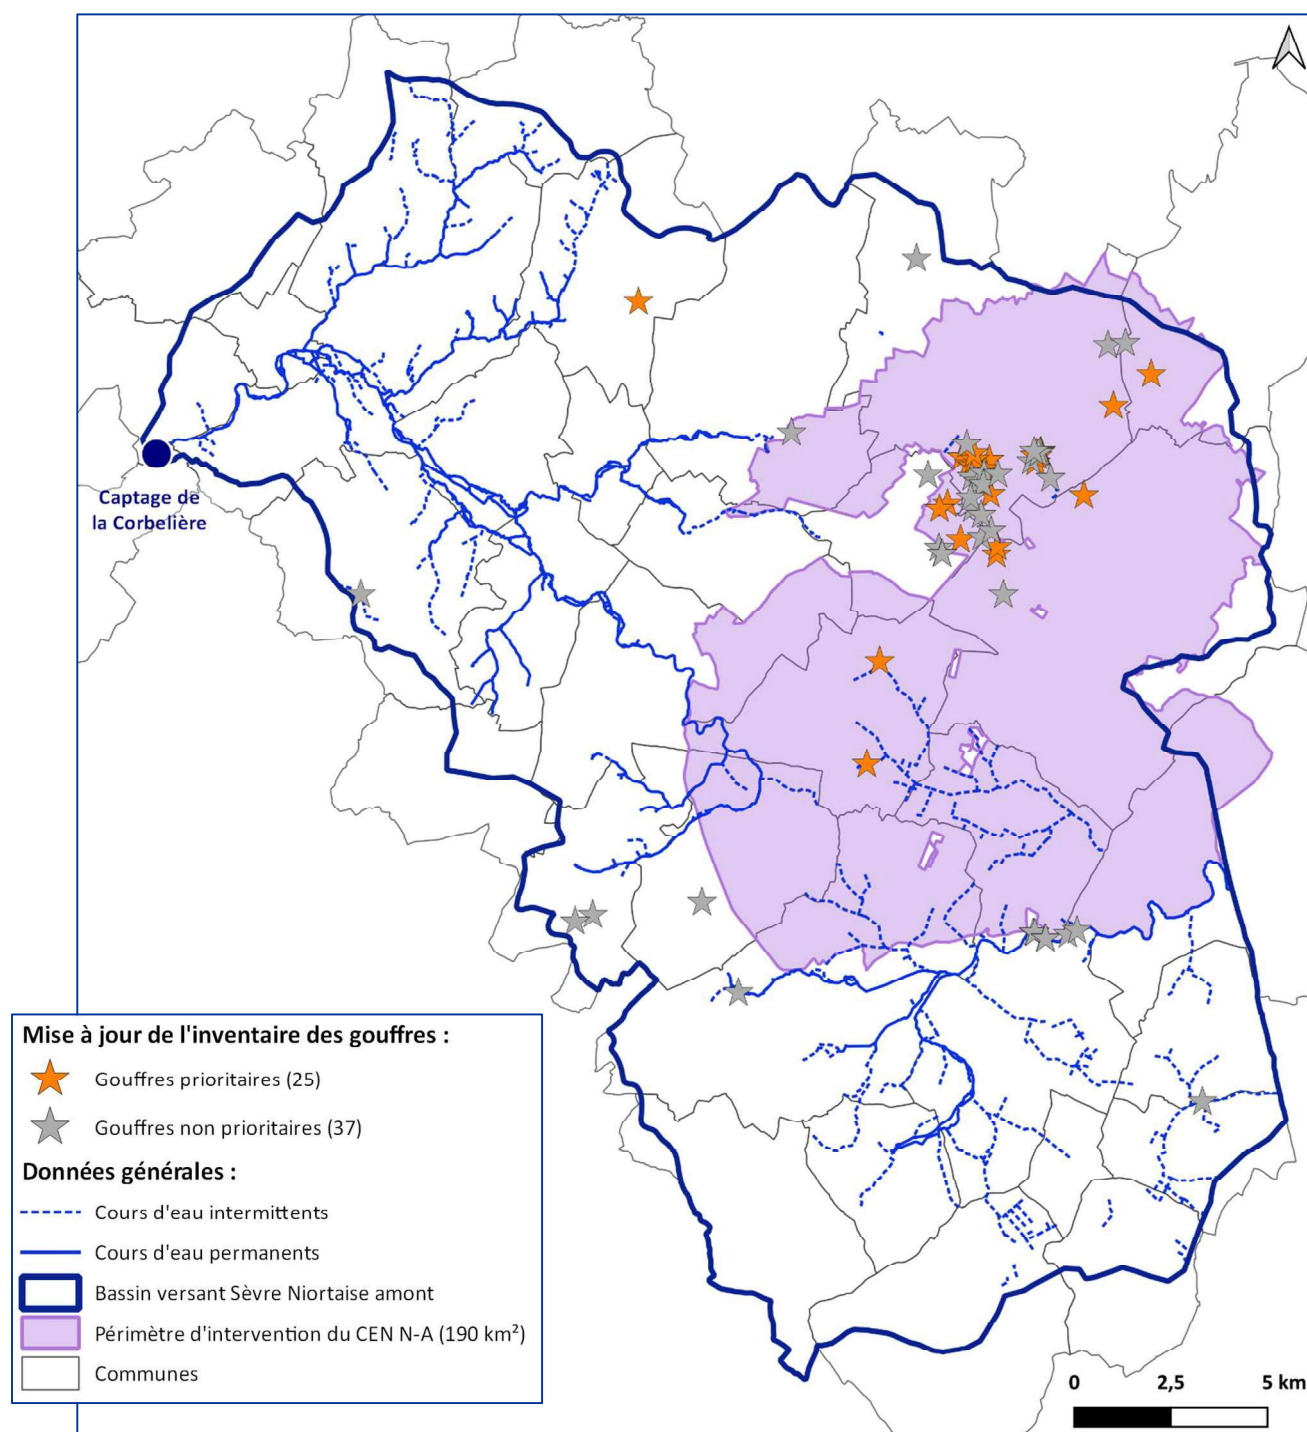 Captage de
la Corbelière
Mise à jour de l'inventaire des gouffres :
Gouffres prioritaires (25)
Gouffres non prioritaires (37)
Données générales :
Cours d'eau intermittents
Cours d'eau permanents
Bassin versant Sèvre Niortaise amont
Périmètre d'intervention du CEN N-A (190 km²)
Communes
0 2,5 5 km